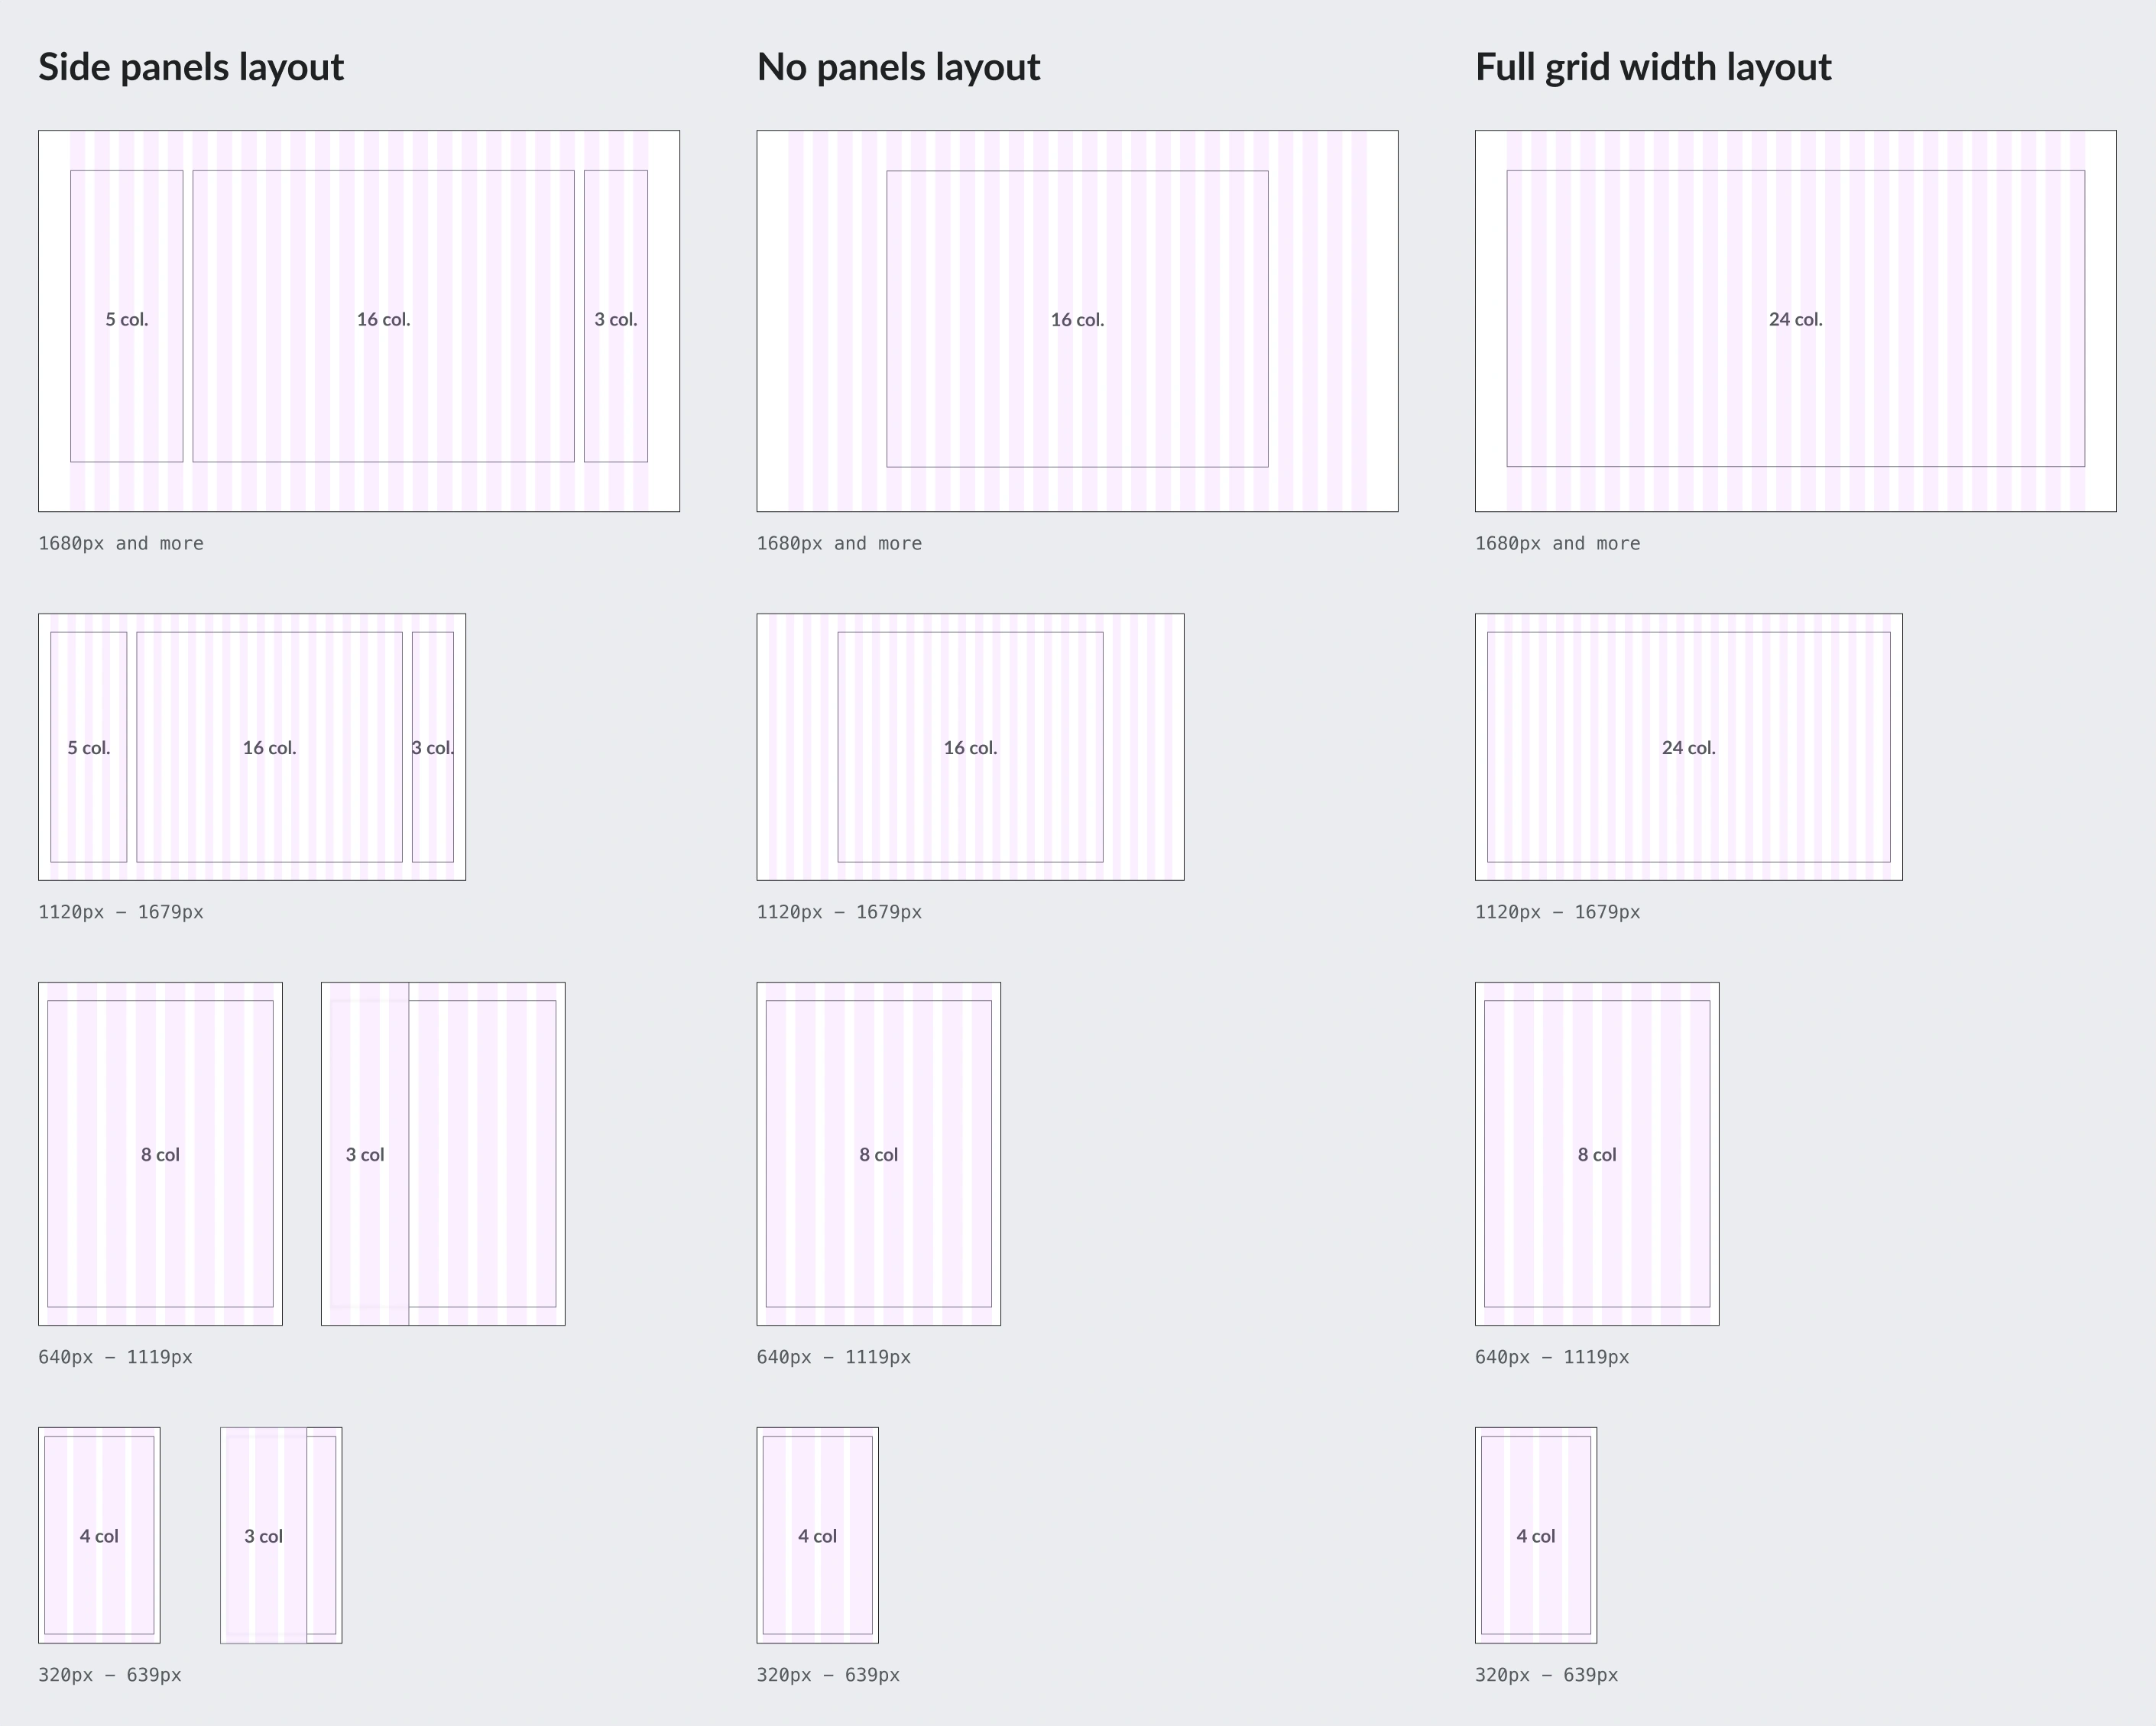 Side panels layout
No panels layout
Full grid width layout
5 col.
16 col.
3 col.
16 col.
24 col.
1680px and more
1680px and more
1680px and more
5 col.
16 col.
3 col.
16 col.
24 col.
1120px – 1679px
1120px – 1679px
1120px – 1679px
8 col
3 col
8 col
8 col
640px – 1119px
640px – 1119px
640px – 1119px
4 col
3 col
4 col
4 col
320px – 639px
320px – 639px
320px – 639px